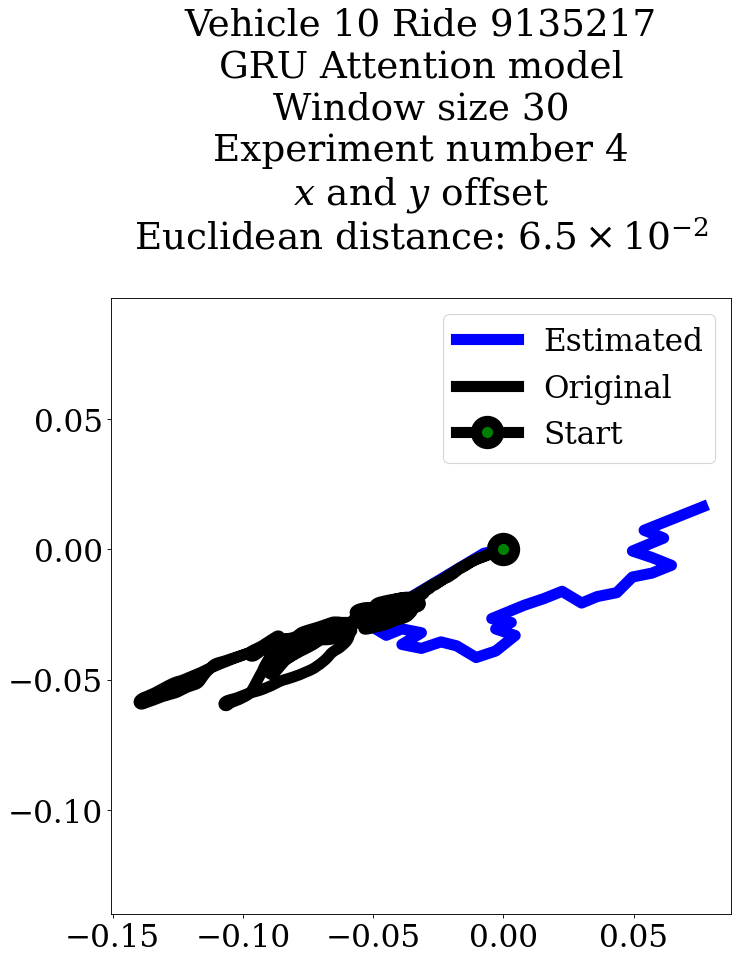 Vehicle 10 Ride 9135217
GRU Attention model
Window size 30
Experiment number 4
x and y offset
Euclidean distance: 6.5 × 10⁻²
Estimated
Original
Start
0.05
0.00
−0.05
−0.10
−0.15 −0.10 −0.05 0.00 0.05